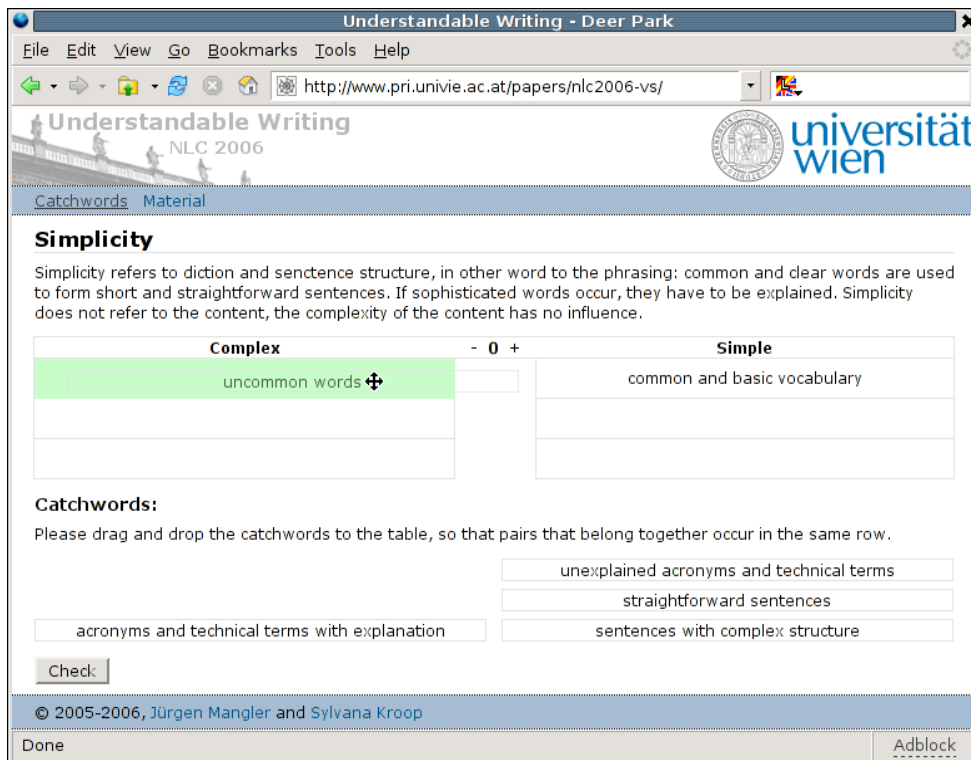 Understandable Writing - Deer Park
File Edit View Go Bookmarks Tools Help
http://www.pri.univie.ac.at/papers/nlc2006-vs/
Understandable Writing
NLC 2006
universität
wien
Catchwords Material
Simplicity
Simplicity refers to diction and senctence structure, in other word to the phrasing: common and clear words are used
to form short and straightforward sentences. If sophisticated words occur, they have to be explained. Simplicity
does not refer to the content, the complexity of the content has no influence.
Complex - 0 + Simple
uncommon words common and basic vocabulary
Catchwords:
Please drag and drop the catchwords to the table, so that pairs that belong together occur in the same row.
unexplained acronyms and technical terms
straightforward sentences
acronyms and technical terms with explanation sentences with complex structure
Check
© 2005-2006, Jürgen Mangler and Sylvana Kroop
Done Adblock